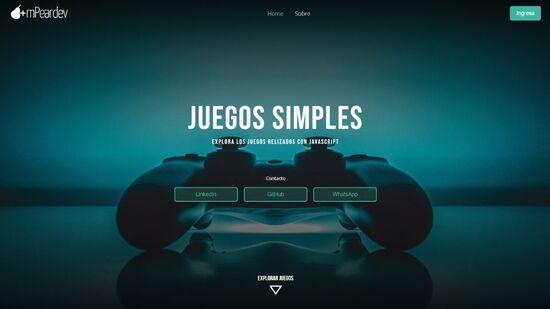 +mPeardev
Home
Sobre
Ingresa
JUEGOS SIMPLES
EXPLORA LOS JUEGOS RELIZADOS CON JAVASCRIPT
Contacto
LinkedIn
GitHub
WhatsApp
EXPLORAR JUEGOS